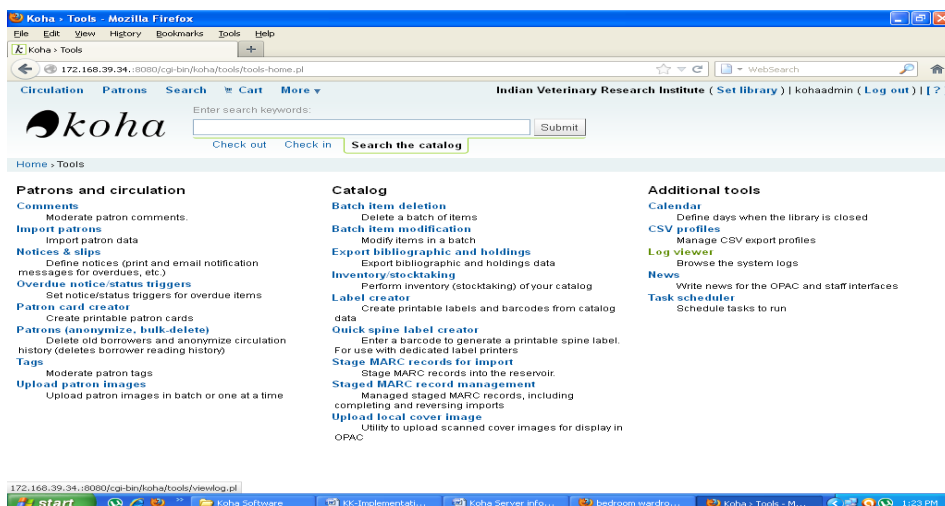 Koha › Tools - Mozilla Firefox
File Edit View History Bookmarks Tools Help
Koha › Tools
172.168.39.34.:8080/cgi-bin/koha/tools/tools-home.pl
WebSearch
Circulation Patrons Search Cart More Indian Veterinary Research Institute ( Set library ) | kohaadmin ( Log out ) | [ ?
koha
Enter search keywords:
Submit
Check out Check in Search the catalog
Home › Tools
Patrons and circulation
Comments
Moderate patron comments.
Import patrons
Import patron data
Notices & slips
Define notices (print and email notification
messages for overdues, etc.)
Overdue notice/status triggers
Set notice/status triggers for overdue items
Patron card creator
Create printable patron cards
Patrons (anonymize, bulk-delete)
Delete old borrowers and anonymize circulation
history (deletes borrower reading history)
Tags
Moderate patron tags
Upload patron images
Upload patron images in batch or one at a time
Catalog
Batch item deletion
Delete a batch of items
Batch item modification
Modify items in a batch
Export bibliographic and holdings
Export bibliographic and holdings data
Inventory/stocktaking
Perform inventory (stocktaking) of your catalog
Label creator
Create printable labels and barcodes from catalog
data
Quick spine label creator
Enter a barcode to generate a printable spine label.
For use with dedicated label printers
Stage MARC records for import
Stage MARC records into the reservoir.
Staged MARC record management
Managed staged MARC records, including
completing and reversing imports
Upload local cover image
Utility to upload scanned cover images for display in
OPAC
Additional tools
Calendar
Define days when the library is closed
CSV profiles
Manage CSV export profiles
Log viewer
Browse the system logs
News
Write news for the OPAC and staff interfaces
Task scheduler
Schedule tasks to run
172.168.39.34.:8080/cgi-bin/koha/tools/viewlog.pl
start Koha Software KK-Implementati... Koha Server info... bedroom wardro... Koha › Tools - M... 1:23 PM